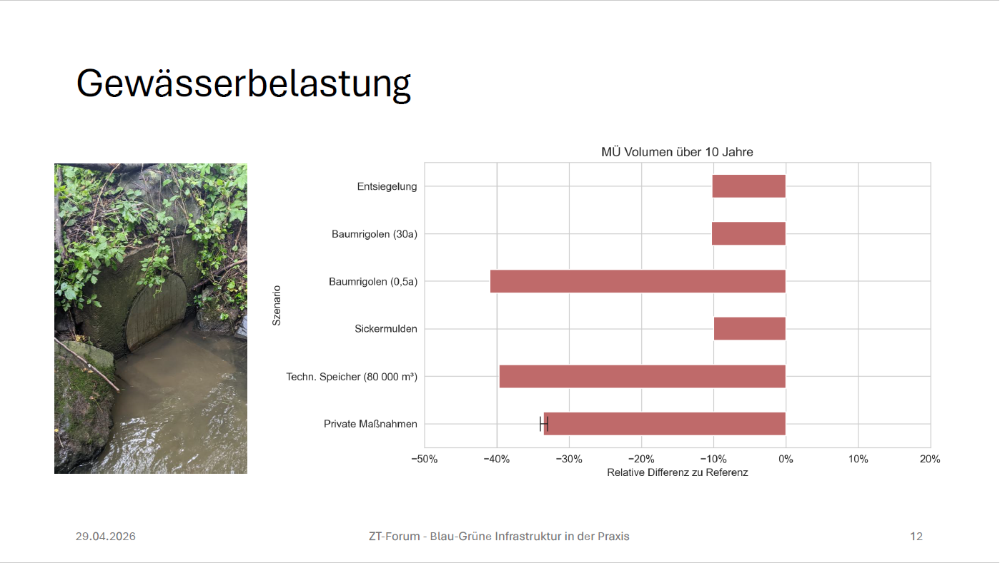 Gewässerbelastung
MÜ Volumen über 10 Jahre
Szenario
Entsiegelung
Baumrigolen (30a)
Baumrigolen (0,5a)
Sickermulden
Techn. Speicher (80 000 m³)
Private Maßnahmen
−50% −40% −30% −20% −10% 0% 10% 20%
Relative Differenz zu Referenz
29.04.2026 ZT-Forum - Blau-Grüne Infrastruktur in der Praxis 12